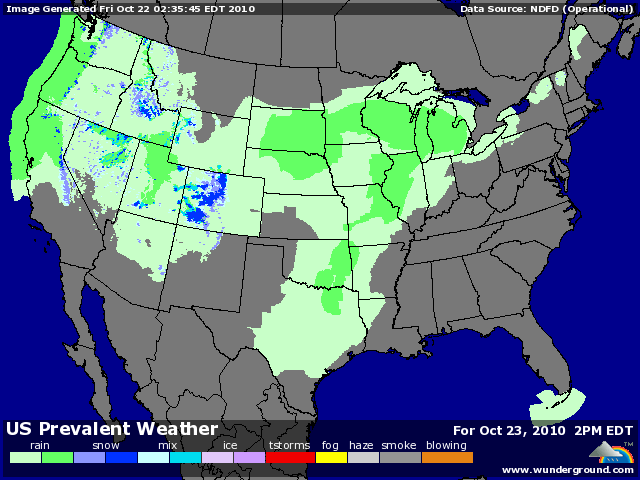 Image Generated Fri Oct 22 02:35:45 EDT 2010 Data Source: NDFD (Operational)
US Prevalent Weather For Oct 23, 2010 2PM EDT
rain snow mix ice tstorms fog haze smoke blowing
www.wunderground.com